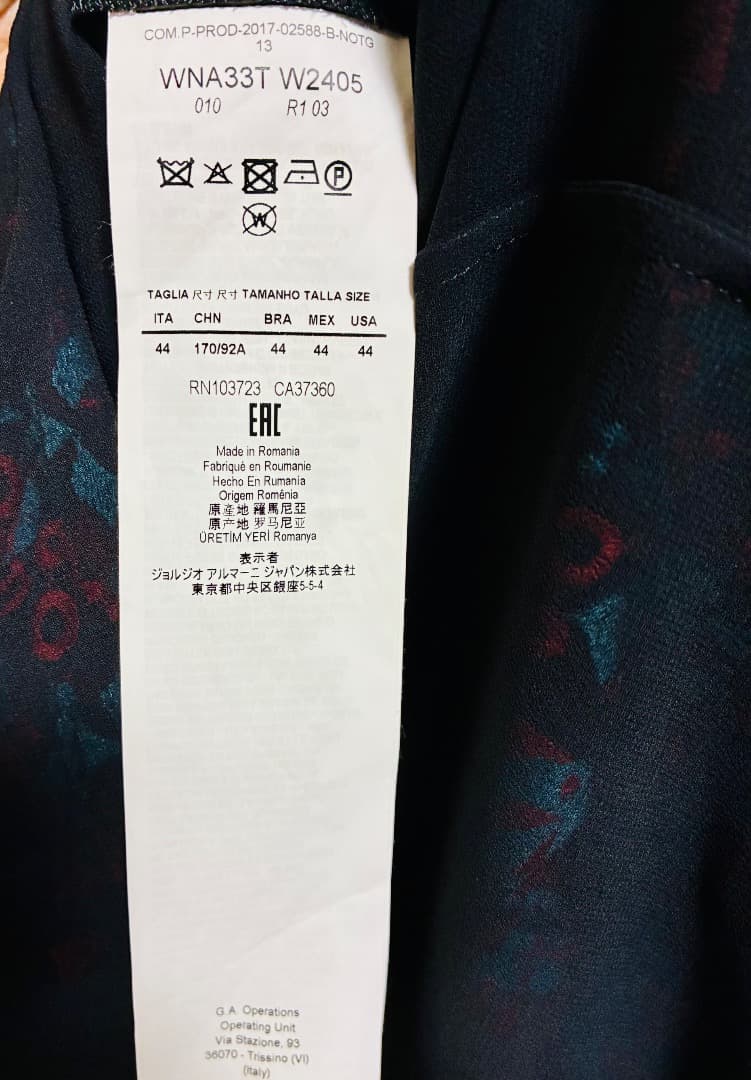 COM.P-PROD-2017-02588-B-NOTG
13
WNA33T W2405
010 R1 03
P
W
TAGLIA 尺寸 尺寸 TAMANHO TALLA SIZE
ITA CHN BRA MEX USA
44 170/92A 44 44 44
RN103723 CA37360
EAC
Made in Romania
Fabriqué en Roumanie
Hecho En Rumania
Origem Romênia
原產地 羅馬尼亞
原产地 罗马尼亚
ÜRETİM YERİ Romanya
表示者
ジョルジオ アルマーニ ジャパン株式会社
東京都中央区銀座5-5-4
G.A. Operations
Operating Unit
Via Stazione, 93
36070 - Trissino (VI)
(Italy)